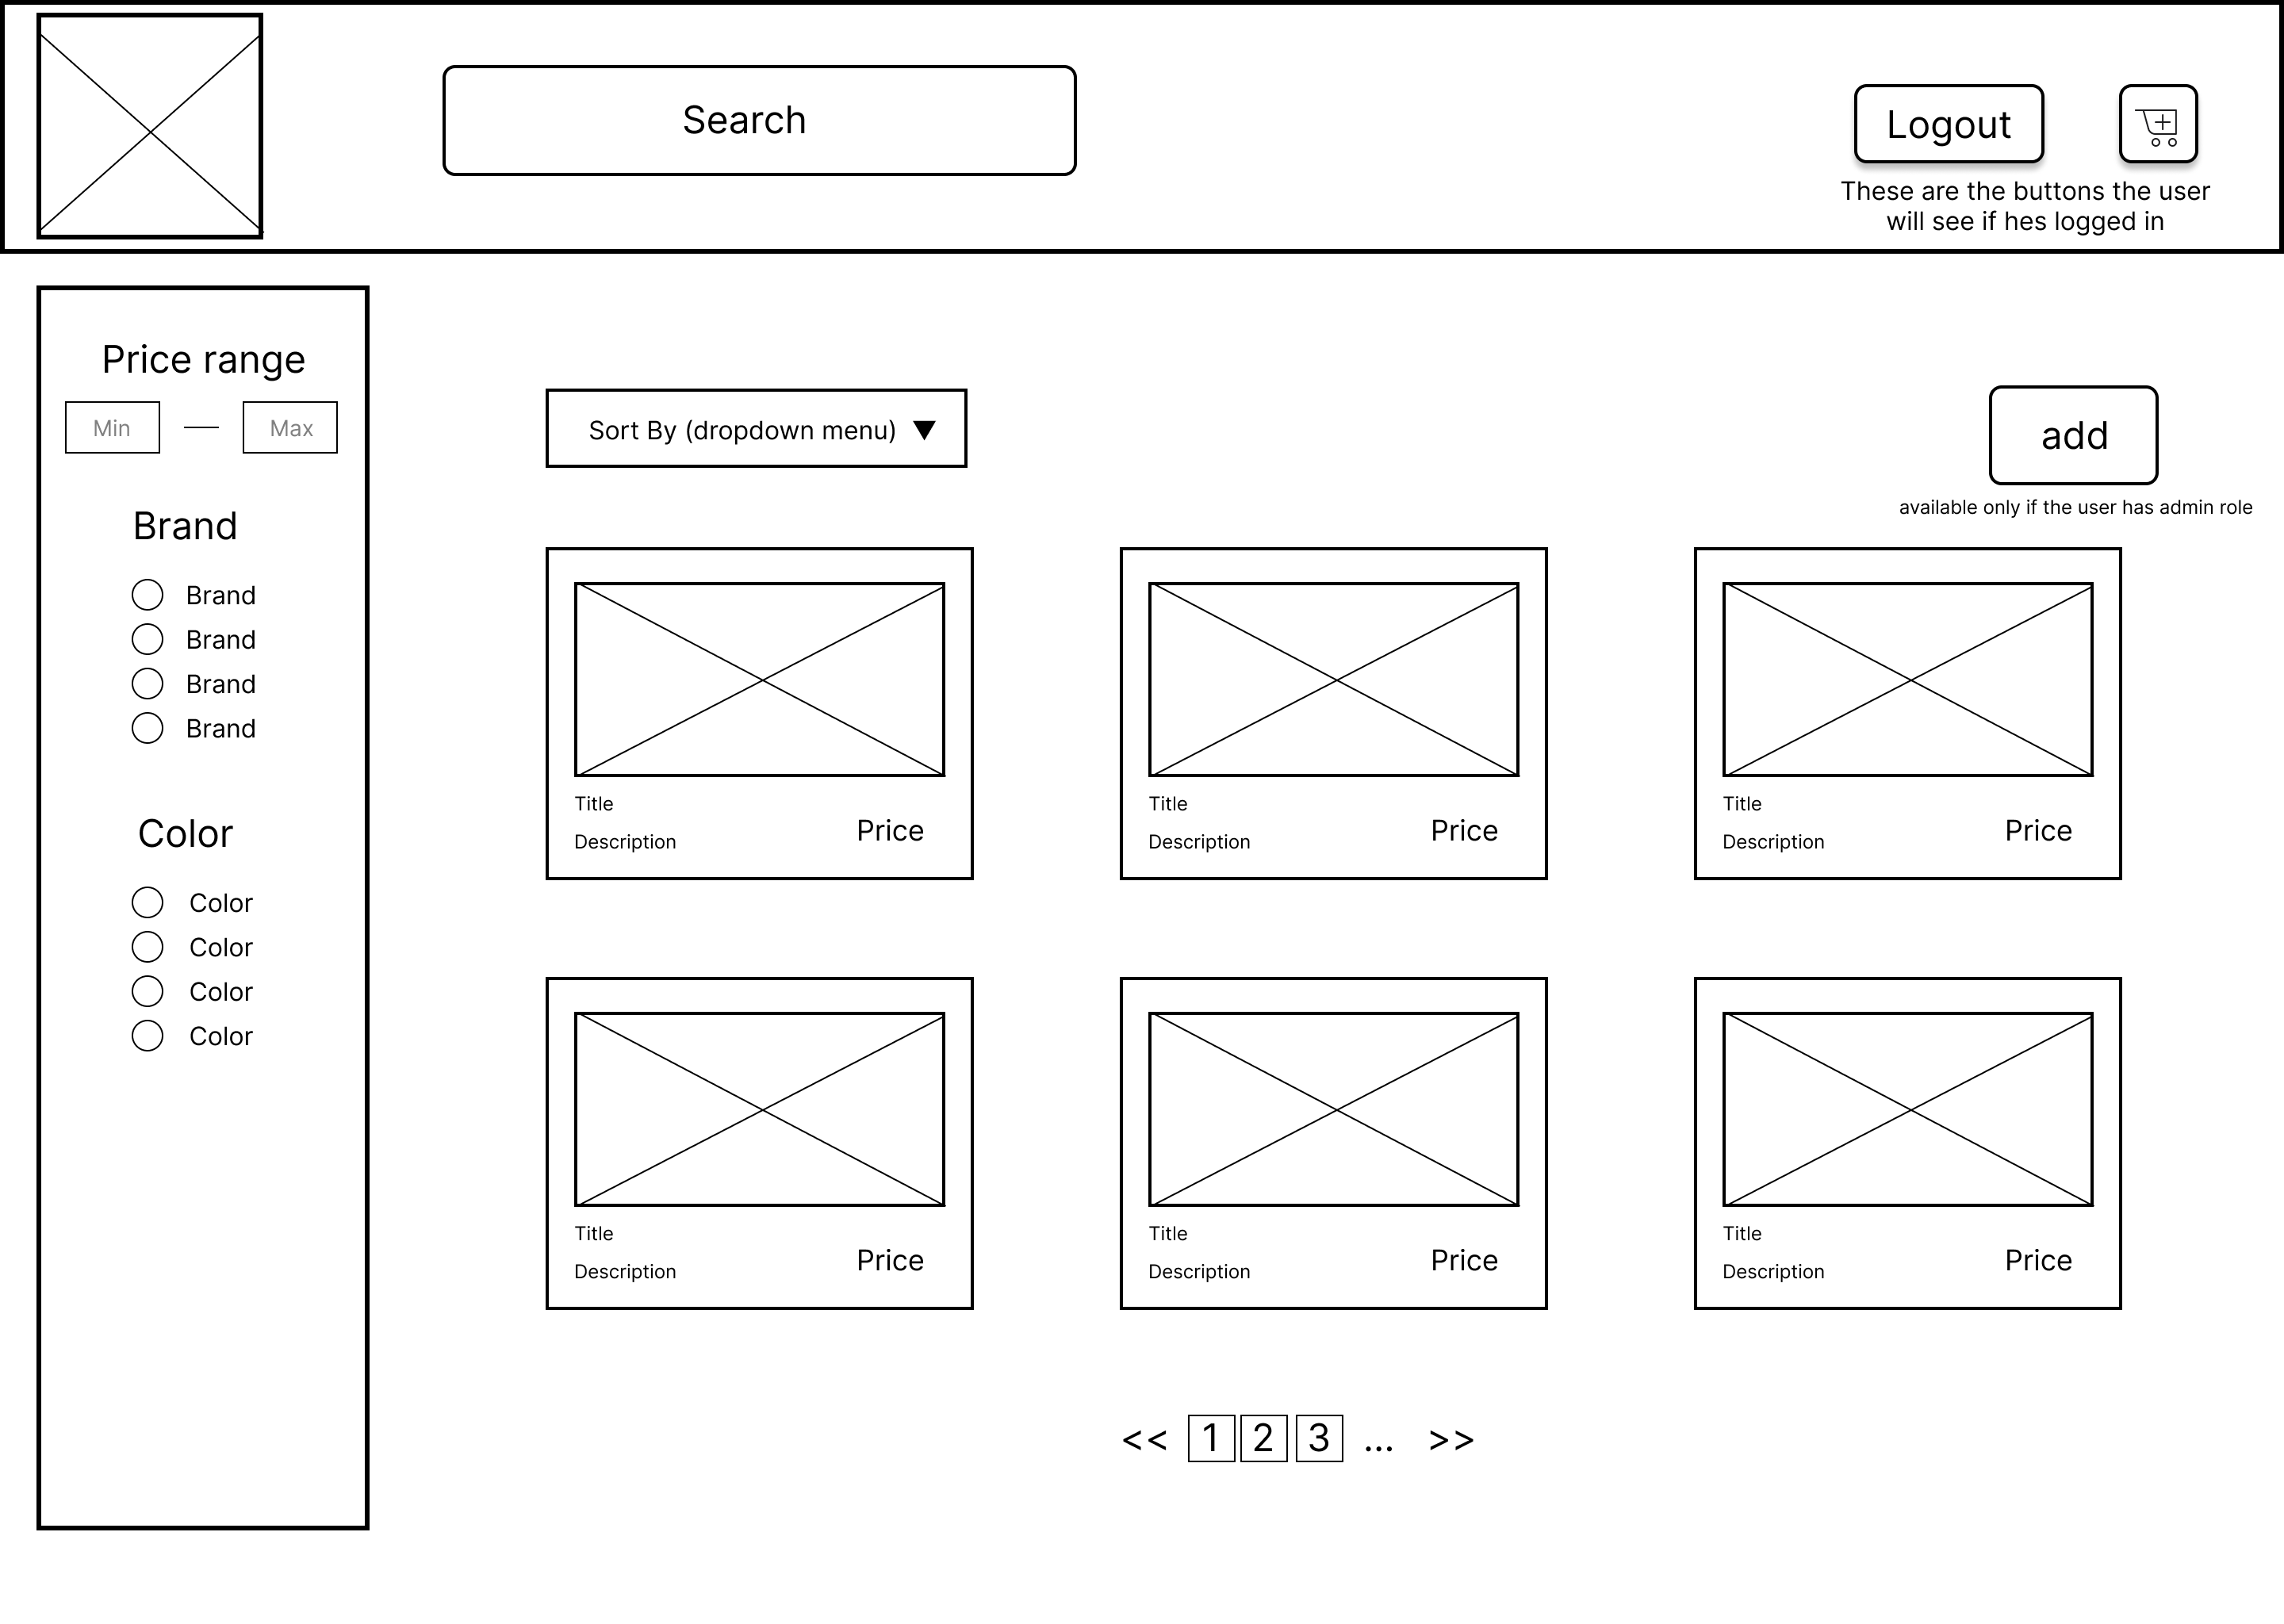 Search
Logout
These are the buttons the user
will see if hes logged in
Price range
Min
Max
Brand
Brand
Brand
Brand
Brand
Color
Color
Color
Color
Color
Sort By (dropdown menu)
add
available only if the user has admin role
Title
Description
Price
Title
Description
Price
Title
Description
Price
Title
Description
Price
Title
Description
Price
Title
Description
Price
<< 1 2 3 ... >>